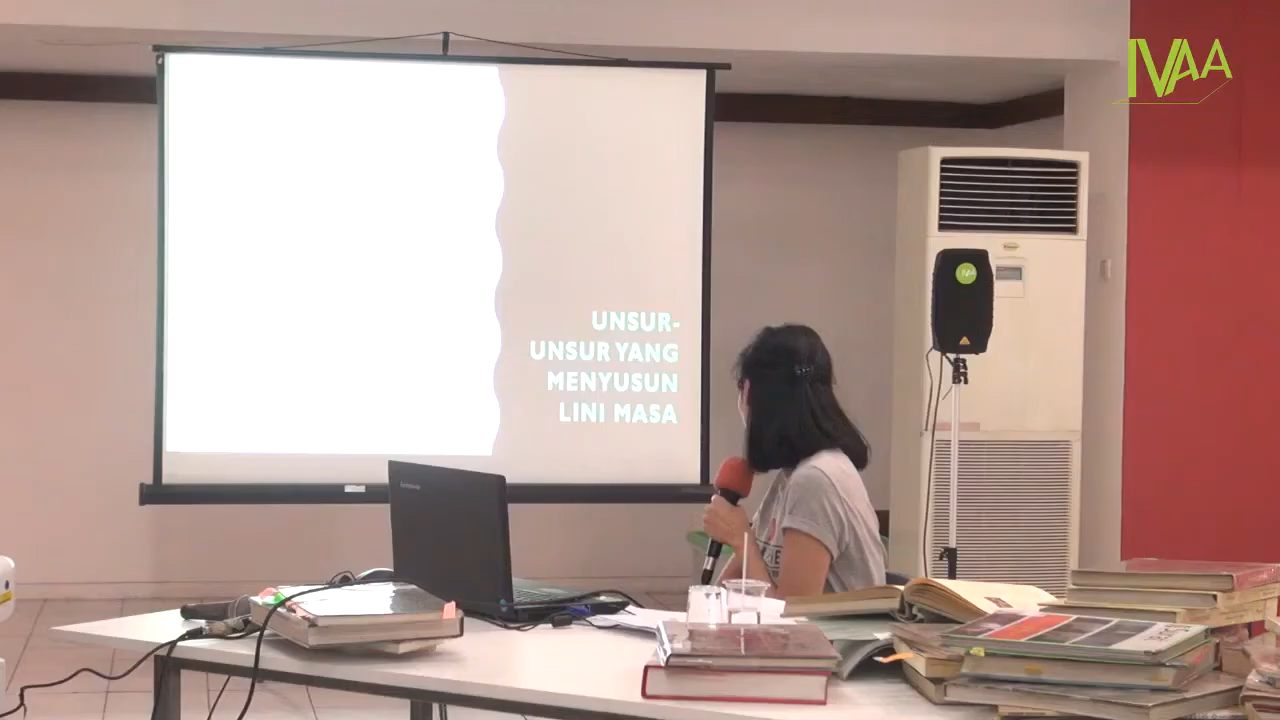 IVAA
UNSUR-
UNSUR YANG
MENYUSUN
LINI MASA